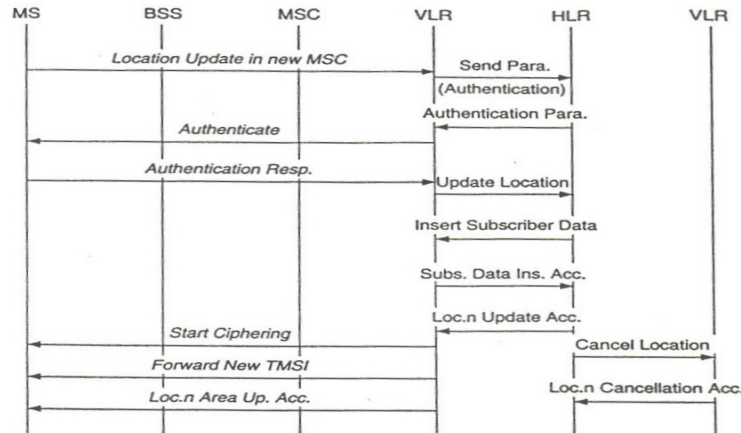 MS BSS MSC VLR HLR VLR
Location Update in new MSC
Send Para.
(Authentication)
Authentication Para.
Authenticate
Authentication Resp.
Update Location
Insert Subscriber Data
Subs. Data Ins. Acc.
Loc.n Update Acc.
Start Ciphering
Cancel Location
Forward New TMSI
Loc.n Cancellation Acc.
Loc.n Area Up. Acc.